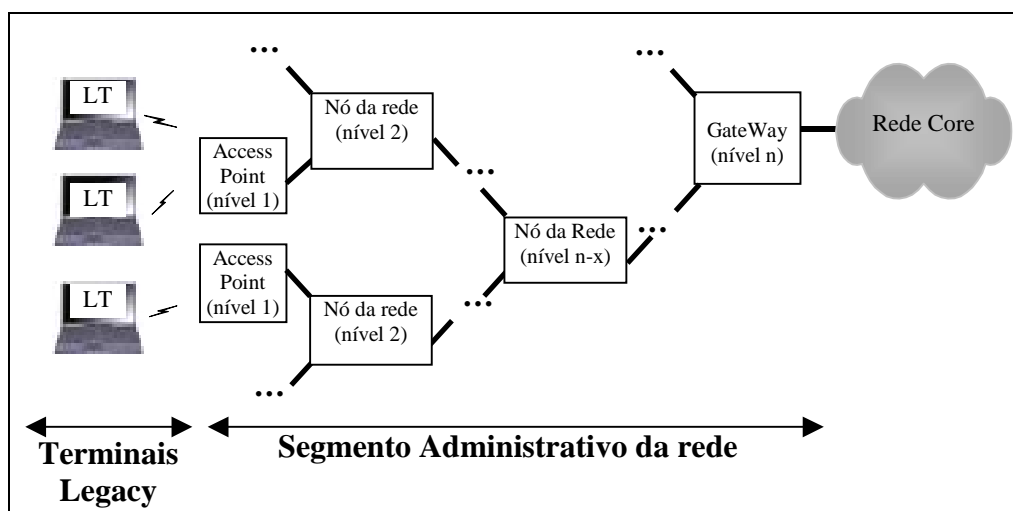 ...
...
LT
Nó da rede
(nível 2)
GateWay
(nível n)
Rede Core
Access
Point
(nível 1)
...
LT
...
Nó da Rede
(nível n-x)
Access
Point
(nível 1)
...
LT
Nó da rede
(nível 2)
...
Terminais
Legacy
Segmento Administrativo da rede